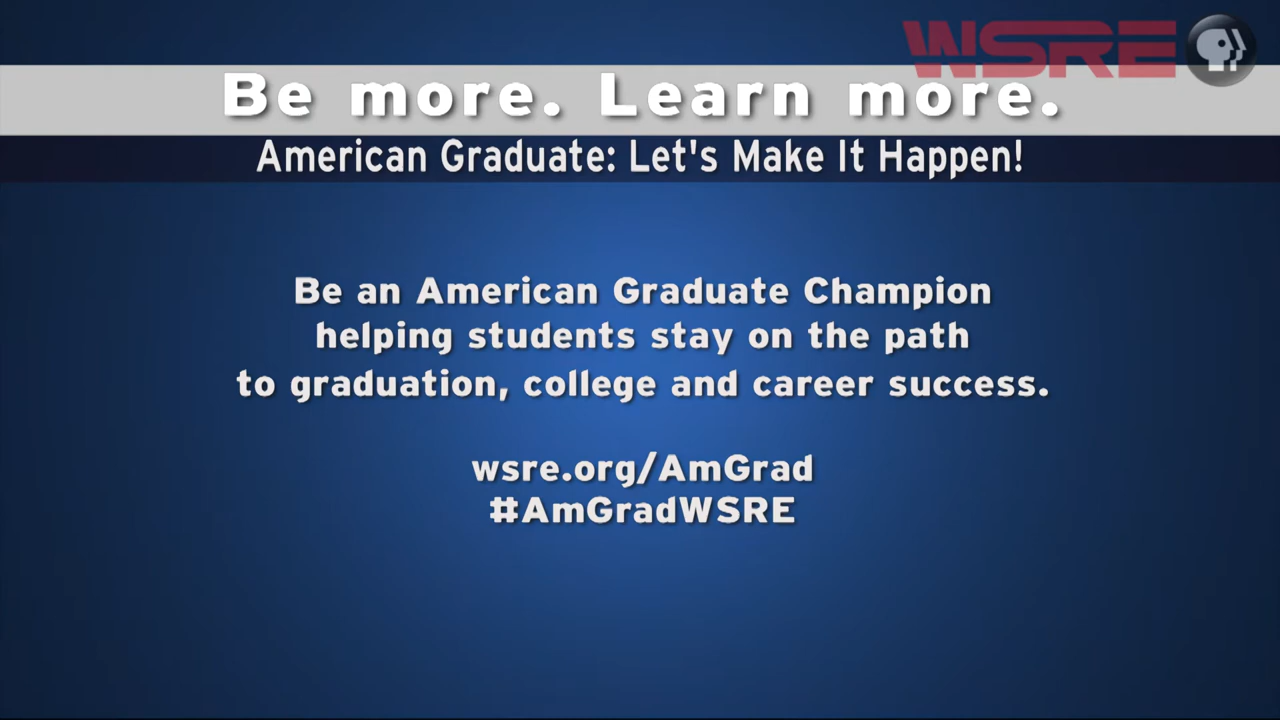 WSRE
Be more. Learn more.
American Graduate: Let's Make It Happen!
Be an American Graduate Champion
helping students stay on the path
to graduation, college and career success.
wsre.org/AmGrad
#AmGradWSRE